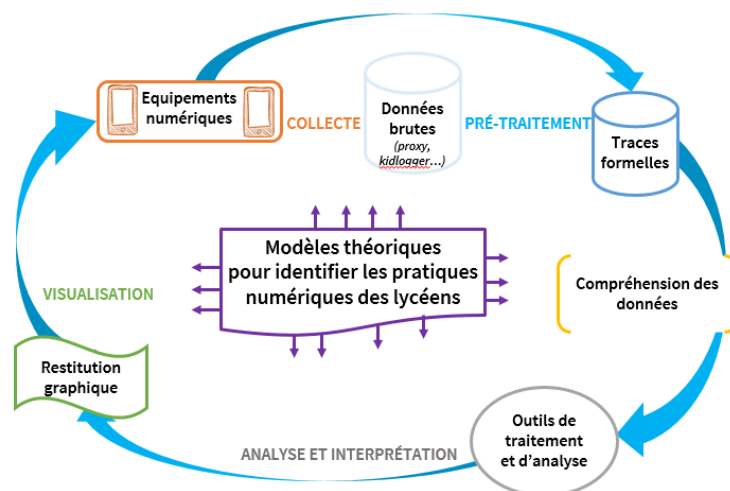 Equipements
numériques
COLLECTE
Données
brutes
(proxy,
kidlogger…)
PRÉ-TRAITEMENT
Traces
formelles
Modèles théoriques
pour identifier les pratiques
numériques des lycéens
Compréhension des
données
VISUALISATION
Restitution
graphique
Outils de
traitement
et d'analyse
ANALYSE ET INTERPRÉTATION